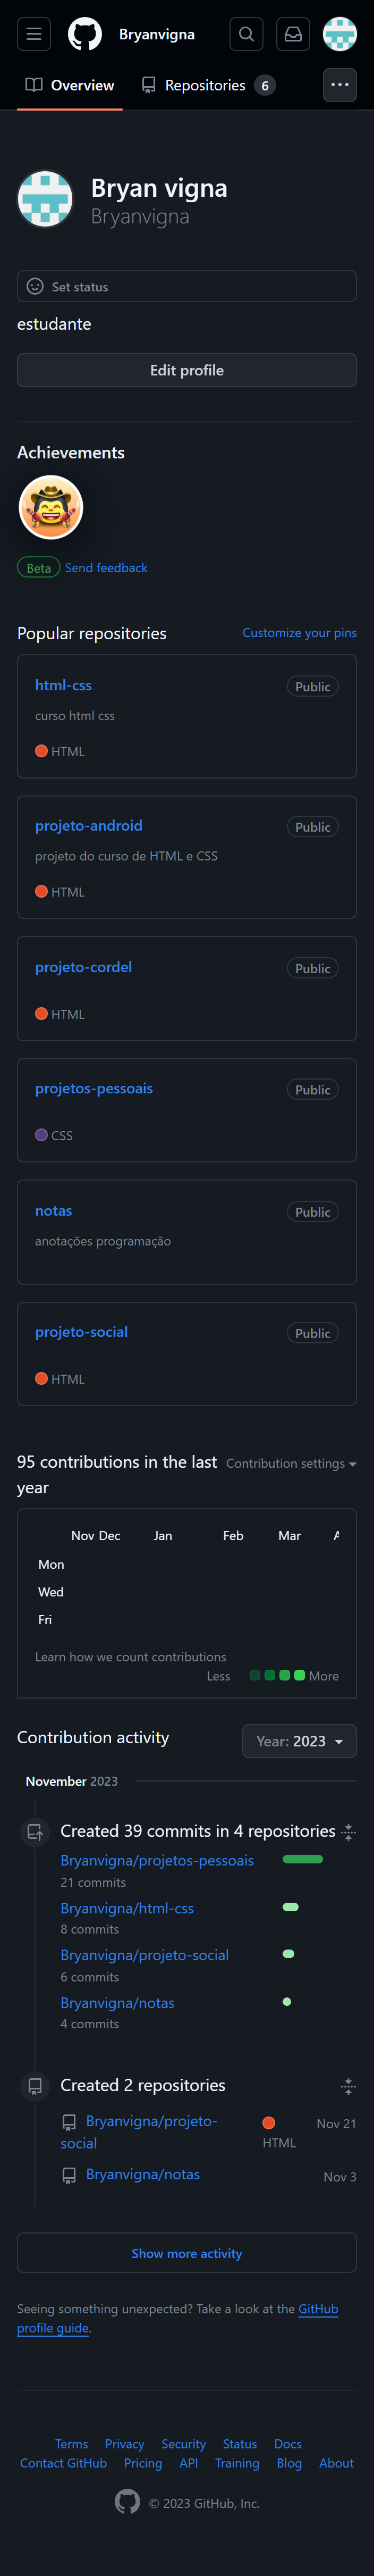 Bryanvigna
Overview
Repositories 6
Bryan vigna
Bryanvigna
Set status
estudante
Edit profile
Achievements
Beta Send feedback
Popular repositories Customize your pins
html-css Public
curso html css
HTML
projeto-android Public
projeto do curso de HTML e CSS
HTML
projeto-cordel Public
HTML
projetos-pessoais Public
CSS
notas Public
anotações programação
projeto-social Public
HTML
95 contributions in the last
year
Contribution settings
Nov Dec Jan Feb Mar
Mon
Wed
Fri
Learn how we count contributions
Less More
Contribution activity
Year: 2023
November 2023
Created 39 commits in 4 repositories
Bryanvigna/projetos-pessoais
21 commits
Bryanvigna/html-css
8 commits
Bryanvigna/projeto-social
6 commits
Bryanvigna/notas
4 commits
Created 2 repositories
Bryanvigna/projeto-
social
HTML
Nov 21
Bryanvigna/notas Nov 3
Show more activity
Seeing something unexpected? Take a look at the GitHub
profile guide.
Terms Privacy Security Status Docs
Contact GitHub Pricing API Training Blog About
© 2023 GitHub, Inc.